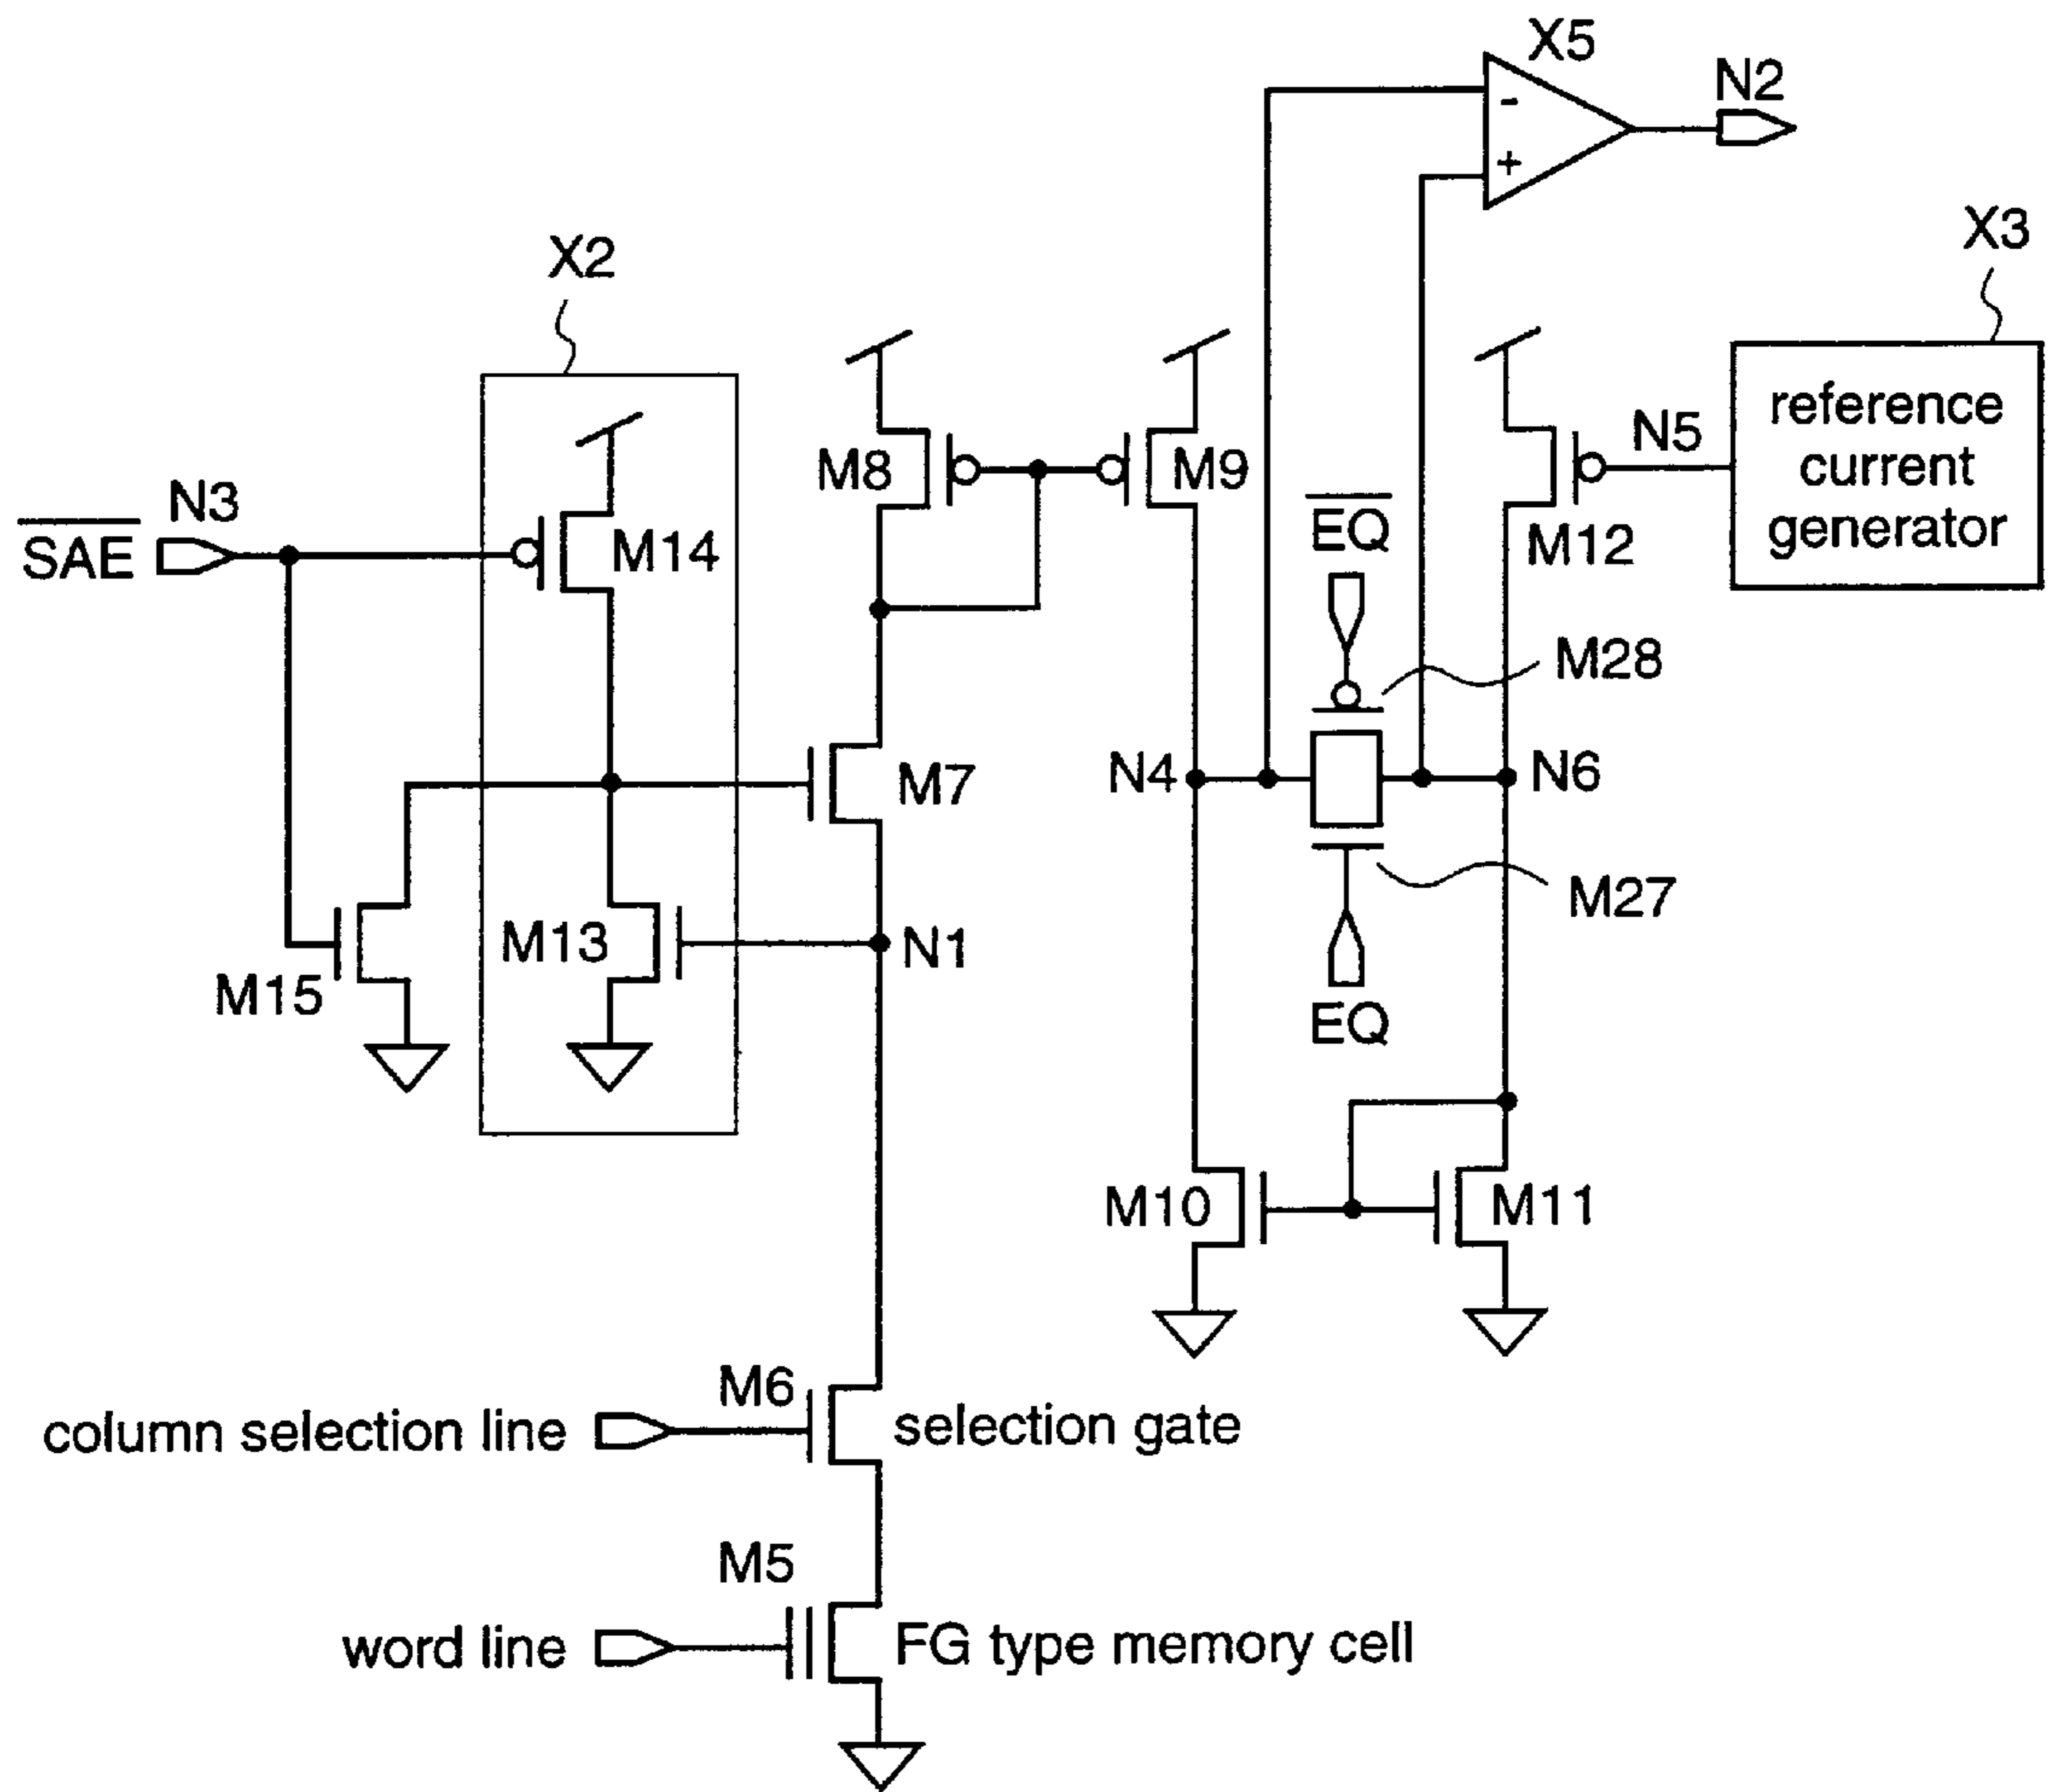 X5
N2
-
+
X3
X2
reference
current
generator
N5
M8
M9
M12
N3
SAE
M14
EQ
M28
N4
N6
M7
M27
M13
N1
M15
EQ
M10
M11
M6
column selection line
selection gate
M5
word line
FG type memory cell